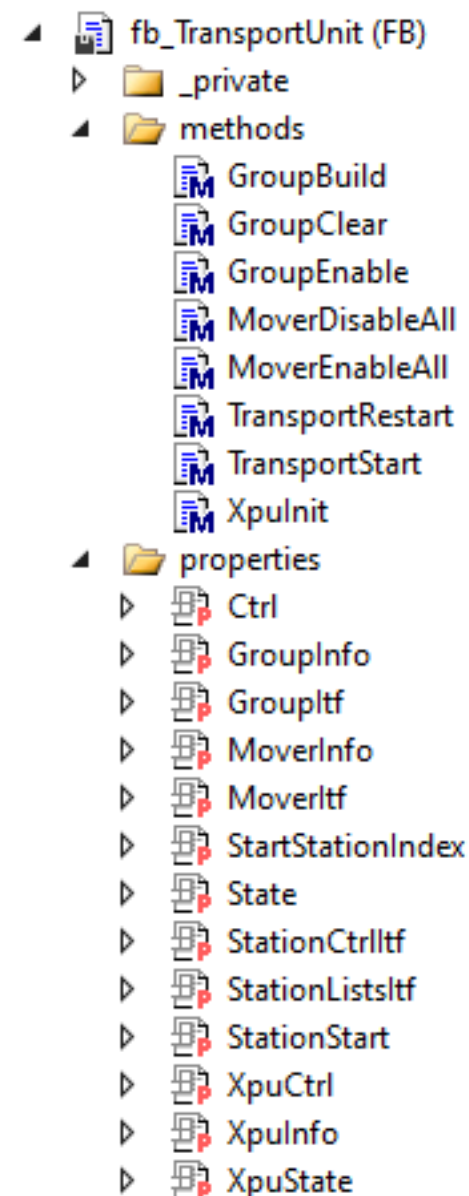 fb_TransportUnit (FB)
_private
methods
GroupBuild
GroupClear
GroupEnable
MoverDisableAll
MoverEnableAll
TransportRestart
TransportStart
XpuInit
properties
Ctrl
GroupInfo
GroupItf
MoverInfo
MoverItf
StartStationIndex
State
StationCtrlItf
StationListsItf
StationStart
XpuCtrl
XpuInfo
XpuState